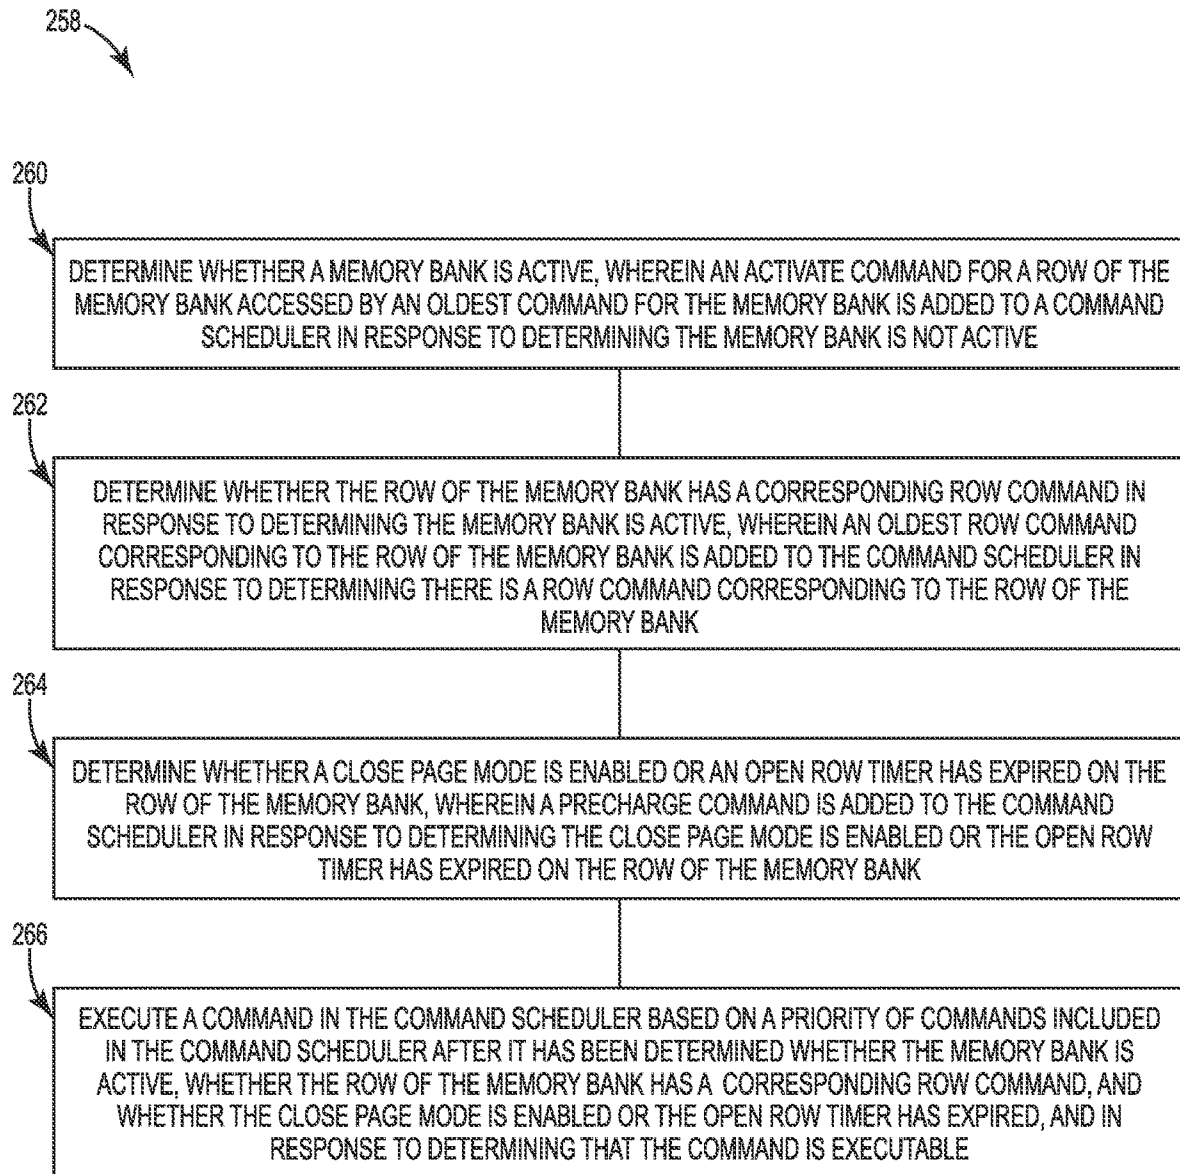 258
260
DETERMINE WHETHER A MEMORY BANK IS ACTIVE, WHEREIN AN ACTIVATE COMMAND FOR A ROW OF THE
MEMORY BANK ACCESSED BY AN OLDEST COMMAND FOR THE MEMORY BANK IS ADDED TO A COMMAND
SCHEDULER IN RESPONSE TO DETERMINING THE MEMORY BANK IS NOT ACTIVE
262
DETERMINE WHETHER THE ROW OF THE MEMORY BANK HAS A CORRESPONDING ROW COMMAND IN
RESPONSE TO DETERMINING THE MEMORY BANK IS ACTIVE, WHEREIN AN OLDEST ROW COMMAND
CORRESPONDING TO THE ROW OF THE MEMORY BANK IS ADDED TO THE COMMAND SCHEDULER IN
RESPONSE TO DETERMINING THERE IS A ROW COMMAND CORRESPONDING TO THE ROW OF THE
MEMORY BANK
264
DETERMINE WHETHER A CLOSE PAGE MODE IS ENABLED OR AN OPEN ROW TIMER HAS EXPIRED ON THE
ROW OF THE MEMORY BANK, WHEREIN A PRECHARGE COMMAND IS ADDED TO THE COMMAND
SCHEDULER IN RESPONSE TO DETERMINING THE CLOSE PAGE MODE IS ENABLED OR THE OPEN ROW
TIMER HAS EXPIRED ON THE ROW OF THE MEMORY BANK
266
EXECUTE A COMMAND IN THE COMMAND SCHEDULER BASED ON A PRIORITY OF COMMANDS INCLUDED
IN THE COMMAND SCHEDULER AFTER IT HAS BEEN DETERMINED WHETHER THE MEMORY BANK IS
ACTIVE, WHETHER THE ROW OF THE MEMORY BANK HAS A CORRESPONDING ROW COMMAND, AND
WHETHER THE CLOSE PAGE MODE IS ENABLED OR THE OPEN ROW TIMER HAS EXPIRED, AND IN
RESPONSE TO DETERMINING THAT THE COMMAND IS EXECUTABLE